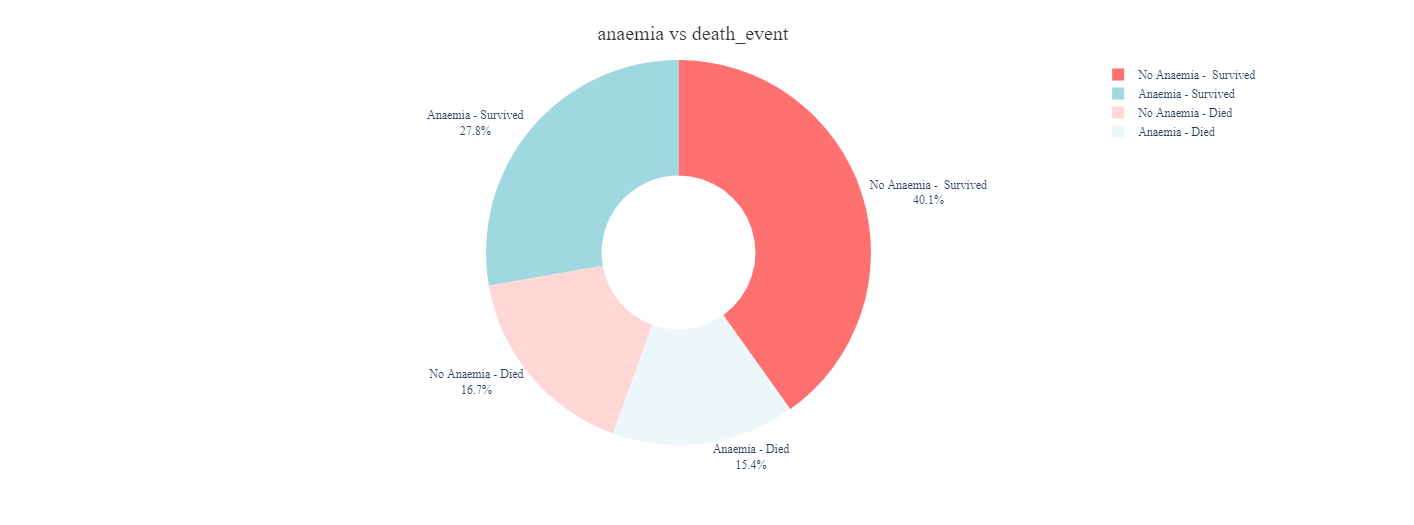 anaemia vs death_event
No Anaemia -  Survived
Anaemia - Survived
No Anaemia - Died
Anaemia - Died
Anaemia - Survived
27.8%
No Anaemia -  Survived
40.1%
No Anaemia - Died
16.7%
Anaemia - Died
15.4%